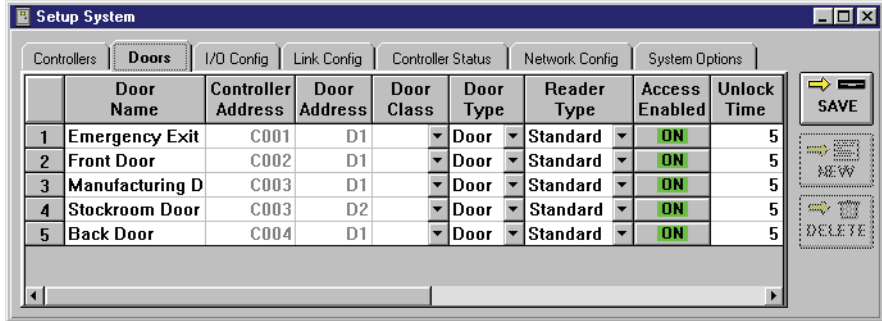 Setup System
Controllers Doors I/O Config Link Config Controller Status Network Config System Options
Door Name Controller Address Door Address Door Class Door Type Reader Type Access Enabled Unlock Time
1 Emergency Exit C001 D1 Door Standard ON 5
2 Front Door C002 D1 Door Standard ON 5
3 Manufacturing D C003 D1 Door Standard ON 5
4 Stockroom Door C003 D2 Door Standard ON 5
5 Back Door C004 D1 Door Standard ON 5
SAVE
NEW
DELETE